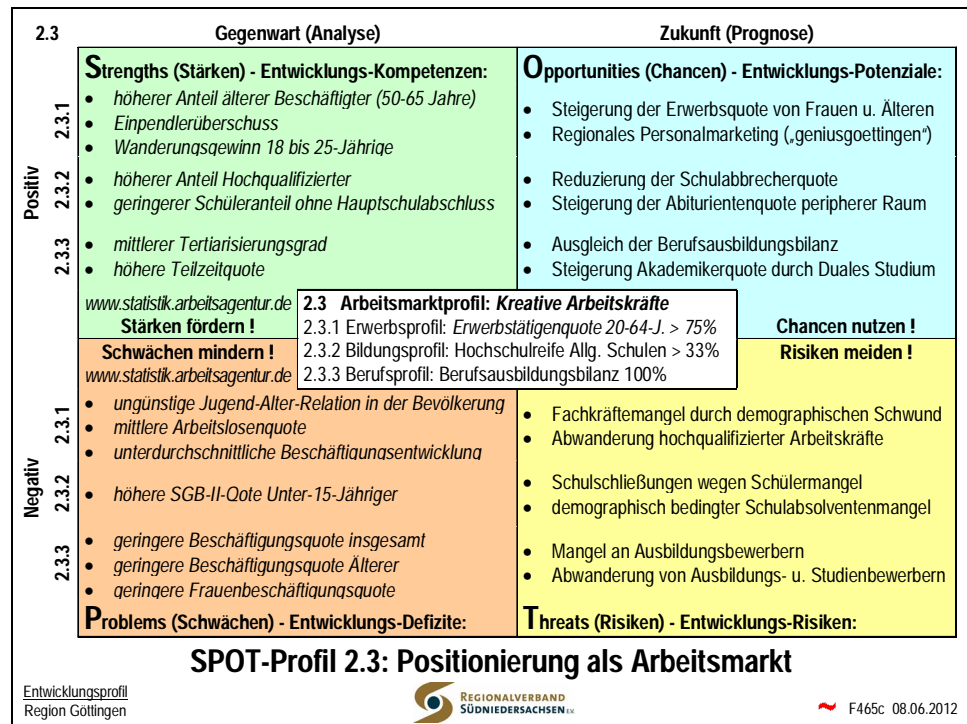 2.3 Gegenwart (Analyse) Zukunft (Prognose)
Positiv
2.3.1
2.3.2
2.3.3
Strengths (Stärken) - Entwicklungs-Kompetenzen:
• höherer Anteil älterer Beschäftigter (50-65 Jahre)
• Einpendlerüberschuss
• Wanderungsgewinn 18 bis 25-Jährige
• höherer Anteil Hochqualifizierter
• geringerer Schüleranteil ohne Hauptschulabschluss
• mittlerer Tertiarisierungsgrad
• höhere Teilzeitquote
www.statistik.arbeitsagentur.de
Stärken fördern !
Opportunities (Chancen) - Entwicklungs-Potenziale:
• Steigerung der Erwerbsquote von Frauen u. Älteren
• Regionales Personalmarketing („geniusgoettingen“)
• Reduzierung der Schulabbrecherquote
• Steigerung der Abiturientenquote peripherer Raum
• Ausgleich der Berufsausbildungsbilanz
• Steigerung Akademikerquote durch Duales Studium
Chancen nutzen !
2.3 Arbeitsmarktprofil: Kreative Arbeitskräfte
2.3.1 Erwerbsprofil: Erwerbstätigenquote 20-64-J. > 75%
2.3.2 Bildungsprofil: Hochschulreife Allg. Schulen > 33%
2.3.3 Berufsprofil: Berufsausbildungsbilanz 100%
Negativ
2.3.1
2.3.2
2.3.3
Schwächen mindern !
www.statistik.arbeitsagentur.de
• ungünstige Jugend-Alter-Relation in der Bevölkerung
• mittlere Arbeitslosenquote
• unterdurchschnittliche Beschäftigungsentwicklung
• höhere SGB-II-Qote Unter-15-Jähriger
• geringere Beschäftigungsquote insgesamt
• geringere Beschäftigungsquote Älterer
• geringere Frauenbeschäftigungsquote
Problems (Schwächen) - Entwicklungs-Defizite:
Risiken meiden !
• Fachkräftemangel durch demographischen Schwund
• Abwanderung hochqualifizierter Arbeitskräfte
• Schulschließungen wegen Schülermangel
• demographisch bedingter Schulabsolventenmangel
• Mangel an Ausbildungsbewerbern
• Abwanderung von Ausbildungs- u. Studienbewerbern
Threats (Risiken) - Entwicklungs-Risiken:
SPOT-Profil 2.3: Positionierung als Arbeitsmarkt
Entwicklungsprofil
Region Göttingen
REGIONALVERBAND
SÜDNIEDERSACHSEN E.V.
F465c 08.06.2012